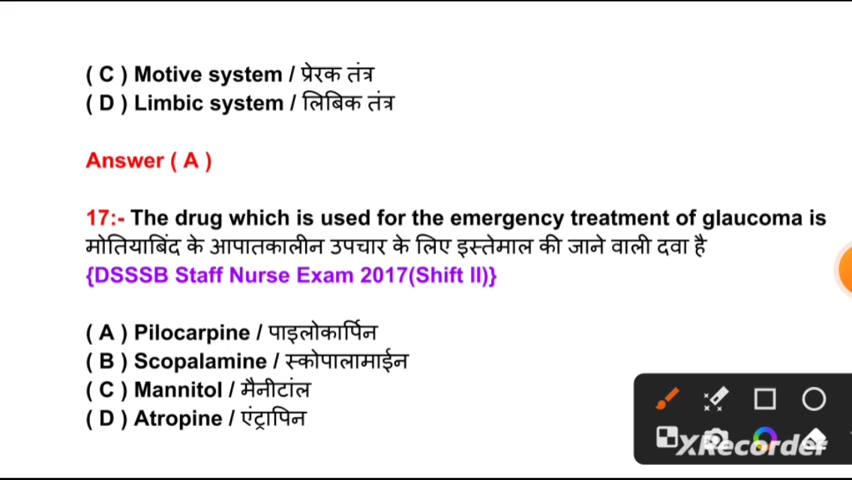 ( C ) Motive system / प्रेरक तंत्र
( D ) Limbic system / लिबिक तंत्र
Answer ( A )
17:- The drug which is used for the emergency treatment of glaucoma is
मोतियाबिंद के आपातकालीन उपचार के लिए इस्तेमाल की जाने वाली दवा है
{DSSSB Staff Nurse Exam 2017(Shift II)}
( A ) Pilocarpine / पाइलोकार्पिन
( B ) Scopalamine / स्कोपालामाईन
( C ) Mannitol / मैनीटांल
( D ) Atropine / एंट्रापिन
XRecorder